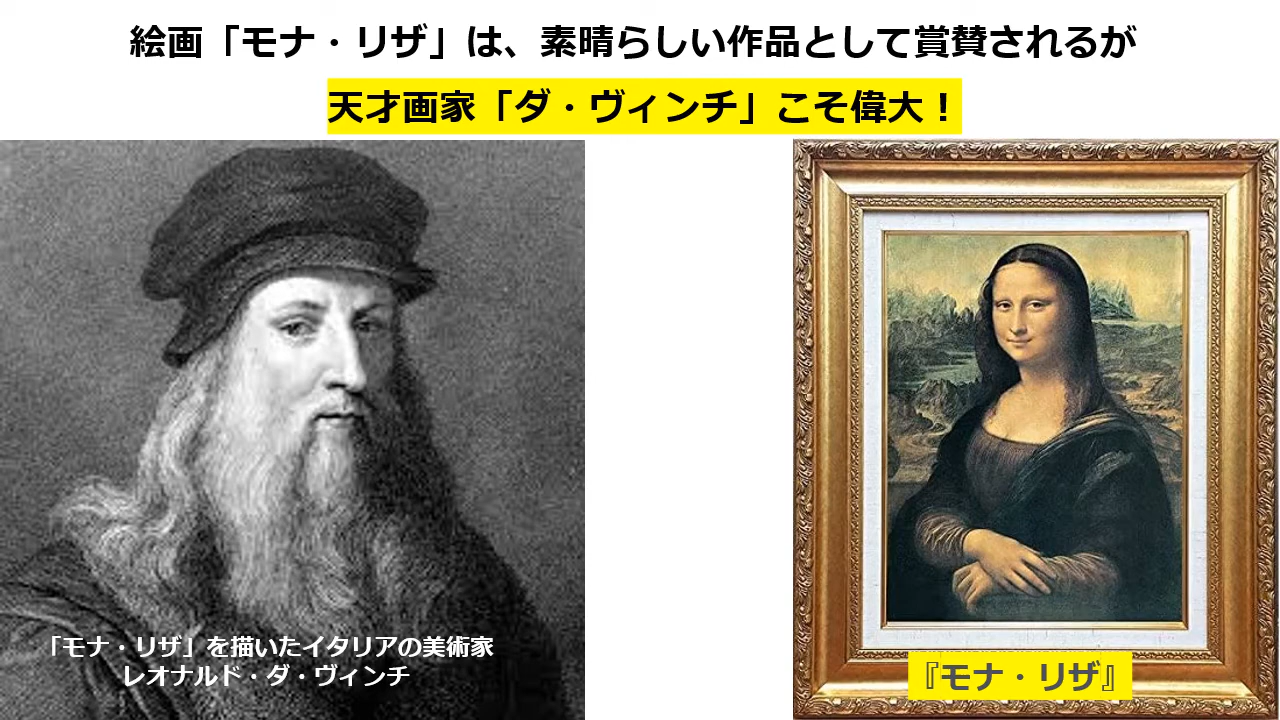 絵画「モナ・リザ」は、素晴らしい作品として賞賛されるが
天才画家「ダ・ヴィンチ」こそ偉大！
「モナ・リザ」を描いたイタリアの美術家
レオナルド・ダ・ヴィンチ
『モナ・リザ』